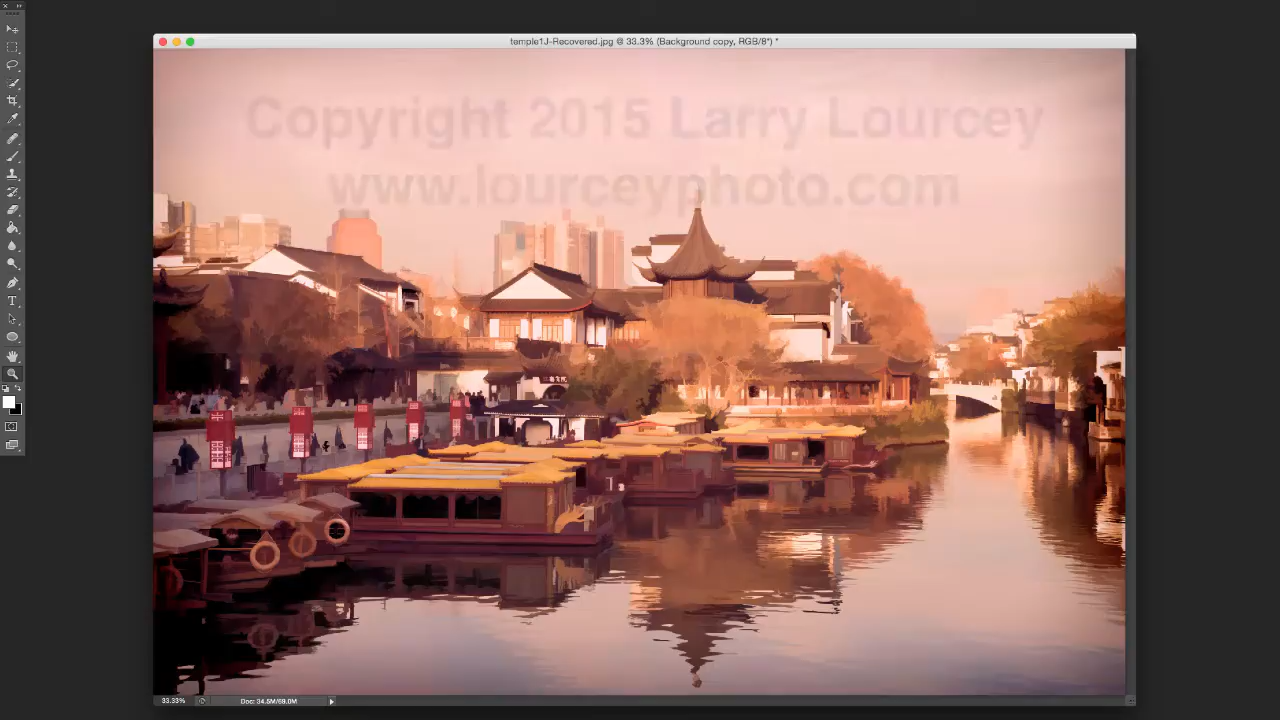 temple1J-Recovered.jpg @ 33.3% (Background copy, RGB/8*) *
Copyright 2015 Larry Lourcey
www.lourceyphoto.com
33.33%
Doc: 34.5M/69.0M